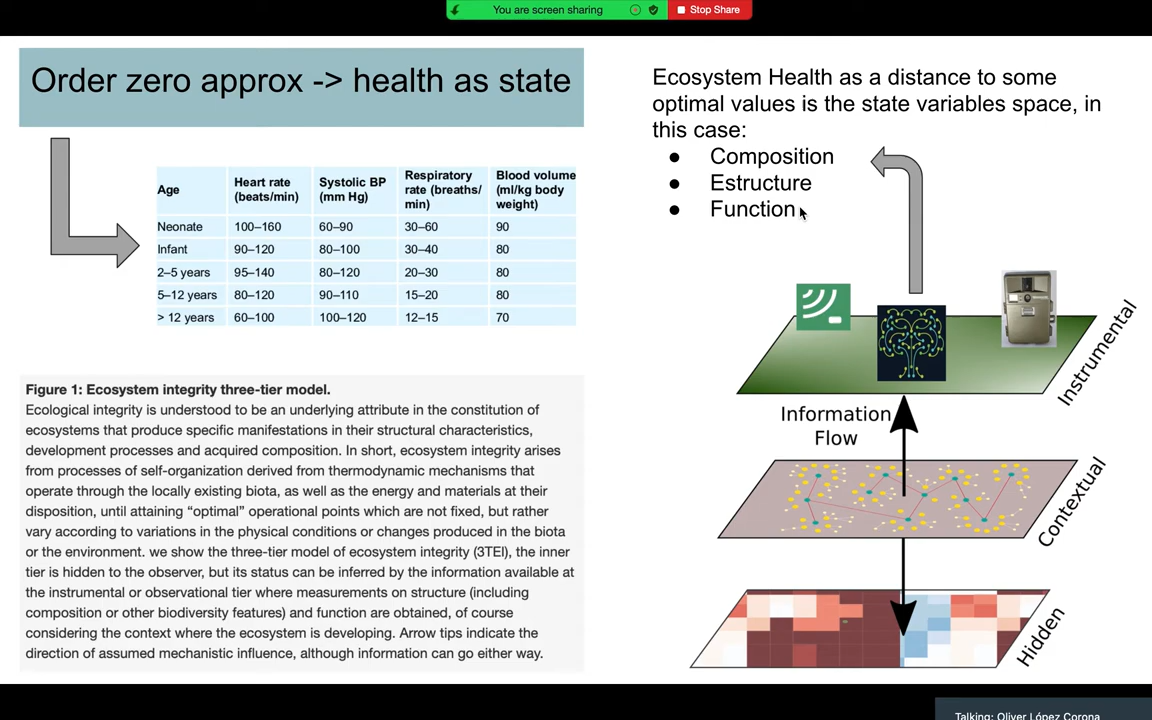 You are screen sharing
Stop Share
Order zero approx -> health as state
Age Heart rate (beats/min) Systolic BP (mm Hg) Respiratory rate (breaths/ min) Blood volume (ml/kg body weight)
Neonate 100–160 60–90 30–60 90
Infant 90–120 80–100 30–40 80
2–5 years 95–140 80–120 20–30 80
5–12 years 80–120 90–110 15–20 80
> 12 years 60–100 100–120 12–15 70
Figure 1: Ecosystem integrity three-tier model.
Ecological integrity is understood to be an underlying attribute in the constitution of
ecosystems that produce specific manifestations in their structural characteristics,
development processes and acquired composition. In short, ecosystem integrity arises
from processes of self-organization derived from thermodynamic mechanisms that
operate through the locally existing biota, as well as the energy and materials at their
disposition, until attaining “optimal” operational points which are not fixed, but rather
vary according to variations in the physical conditions or changes produced in the biota
or the environment. we show the three-tier model of ecosystem integrity (3TEI), the inner
tier is hidden to the observer, but its status can be inferred by the information available at
the instrumental or observational tier where measurements on structure (including
composition or other biodiversity features) and function are obtained, of course
considering the context where the ecosystem is developing. Arrow tips indicate the
direction of assumed mechanistic influence, although information can go either way.
Ecosystem Health as a distance to some
optimal values is the state variables space, in
this case:
● Composition
● Estructure
● Function
Instrumental
Information
Flow
Contextual
Hidden
Talking: Oliver López Corona